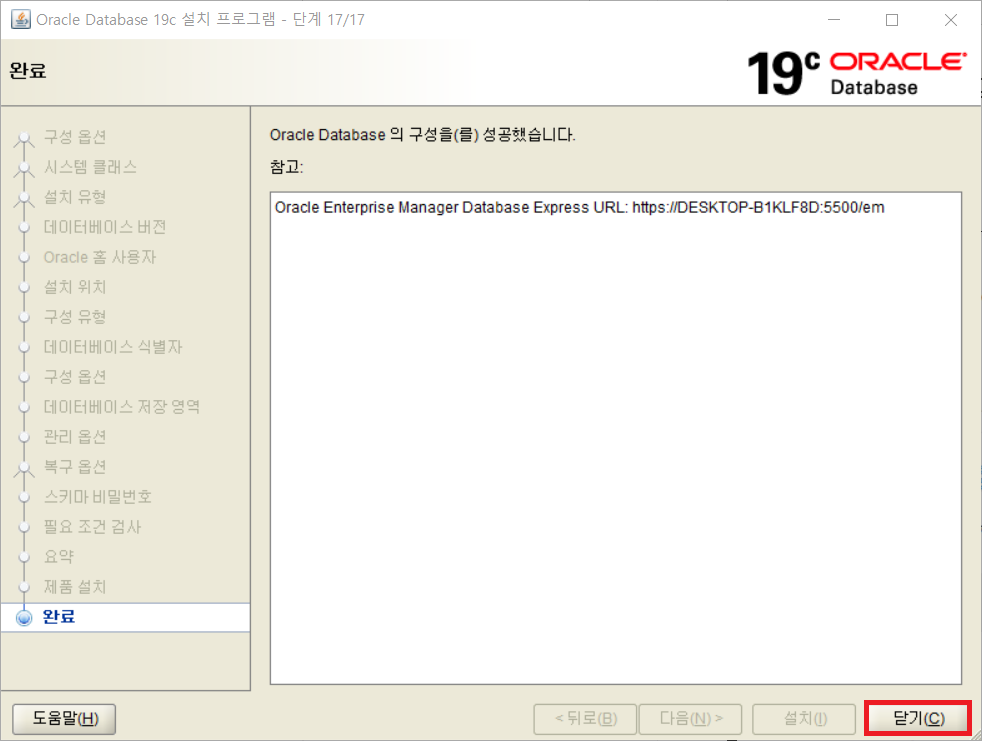 Oracle Database 19c 설치 프로그램 - 단계 17/17
완료
19c ORACLE
Database
구성 옵션
시스템 클래스
설치 유형
데이터베이스 버전
Oracle 홈 사용자
설치 위치
구성 유형
데이터베이스 식별자
구성 옵션
데이터베이스 저장 영역
관리 옵션
복구 옵션
스키마 비밀번호
필요 조건 검사
요약
제품 설치
완료
Oracle Database 의 구성을(를) 성공했습니다.
참고:
Oracle Enterprise Manager Database Express URL: https://DESKTOP-B1KLF8D:5500/em
도움말(H)
< 뒤로(B)
다음(N) >
설치(I)
닫기(C)